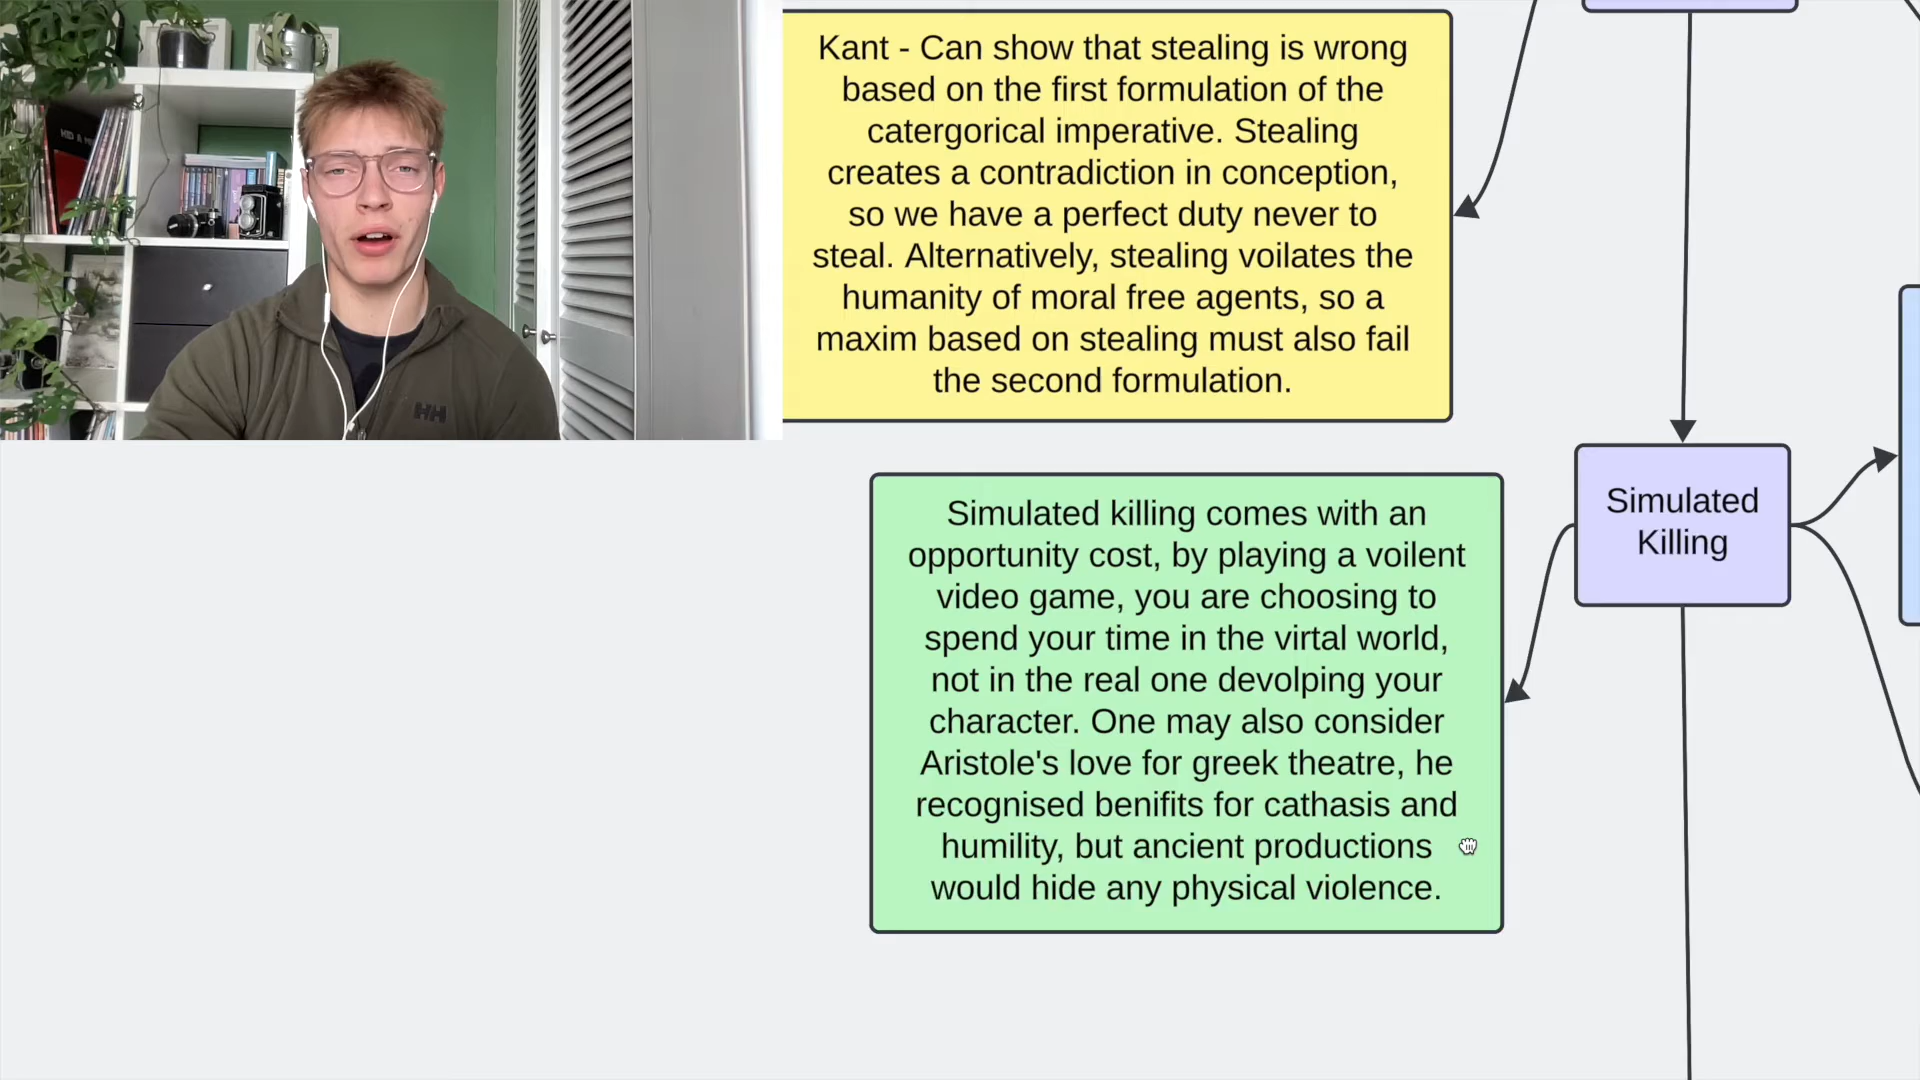 Kant - Can show that stealing is wrong
based on the first formulation of the
catergorical imperative. Stealing
creates a contradiction in conception,
so we have a perfect duty never to
steal. Alternatively, stealing voilates the
humanity of moral free agents, so a
maxim based on stealing must also fail
the second formulation.
HH
Simulated
Killing
Simulated killing comes with an
opportunity cost, by playing a voilent
video game, you are choosing to
spend your time in the virtal world,
not in the real one devolping your
character. One may also consider
Aristole's love for greek theatre, he
recognised benifits for cathasis and
humility, but ancient productions
would hide any physical violence.